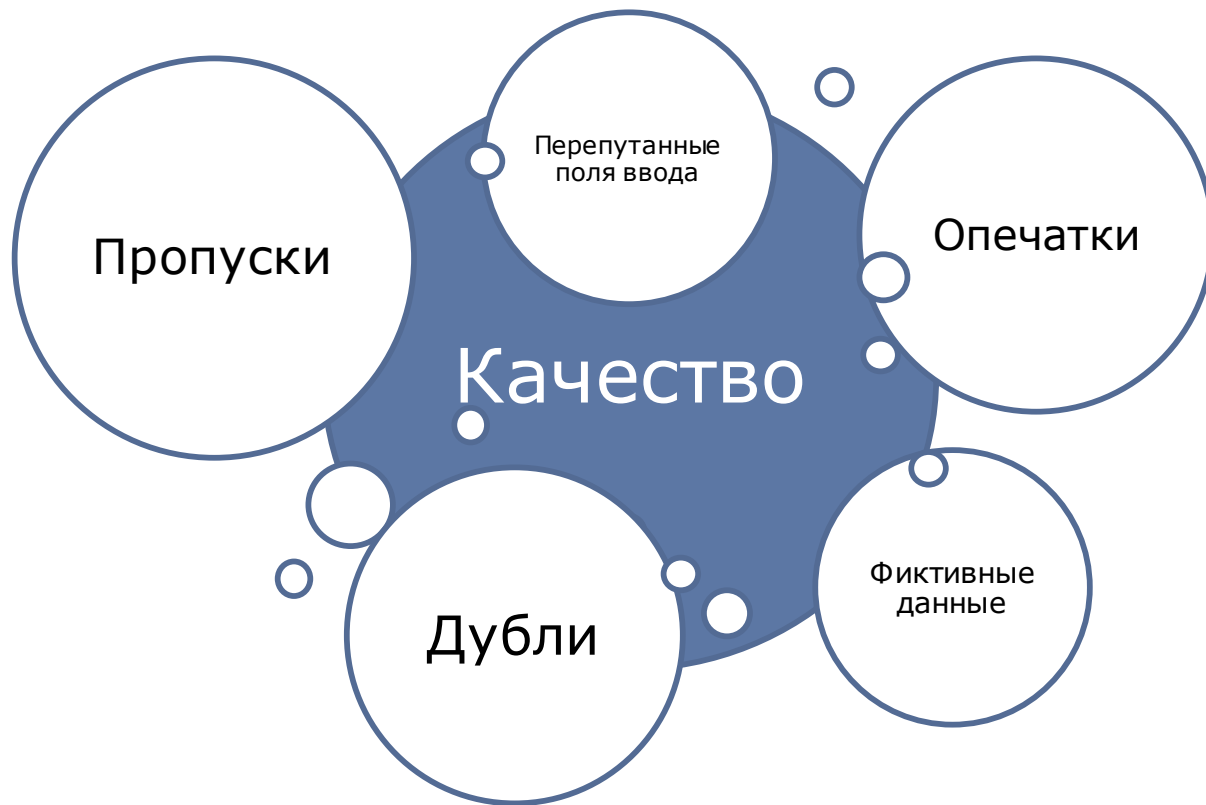 Перепутанные
поля ввода
Пропуски
Опечатки
Качество
Фиктивные
данные
Дубли